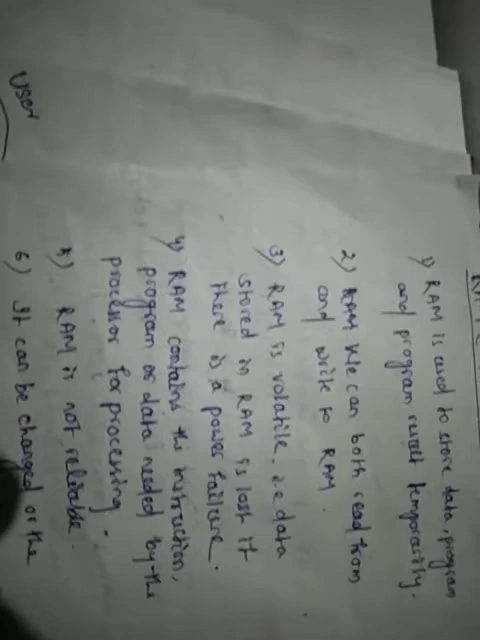 1) RAM is used to store data, program
and program result temporarily.
2) RAM We can both read from
and write to RAM.
3) RAM is volatile. i.e data
stored in RAM is lost if
there is a power failure.
4) RAM contains the instruction,
program or data needed by the
processor for processing.
5) RAM is not reliable.
6) It can be changed or the
User